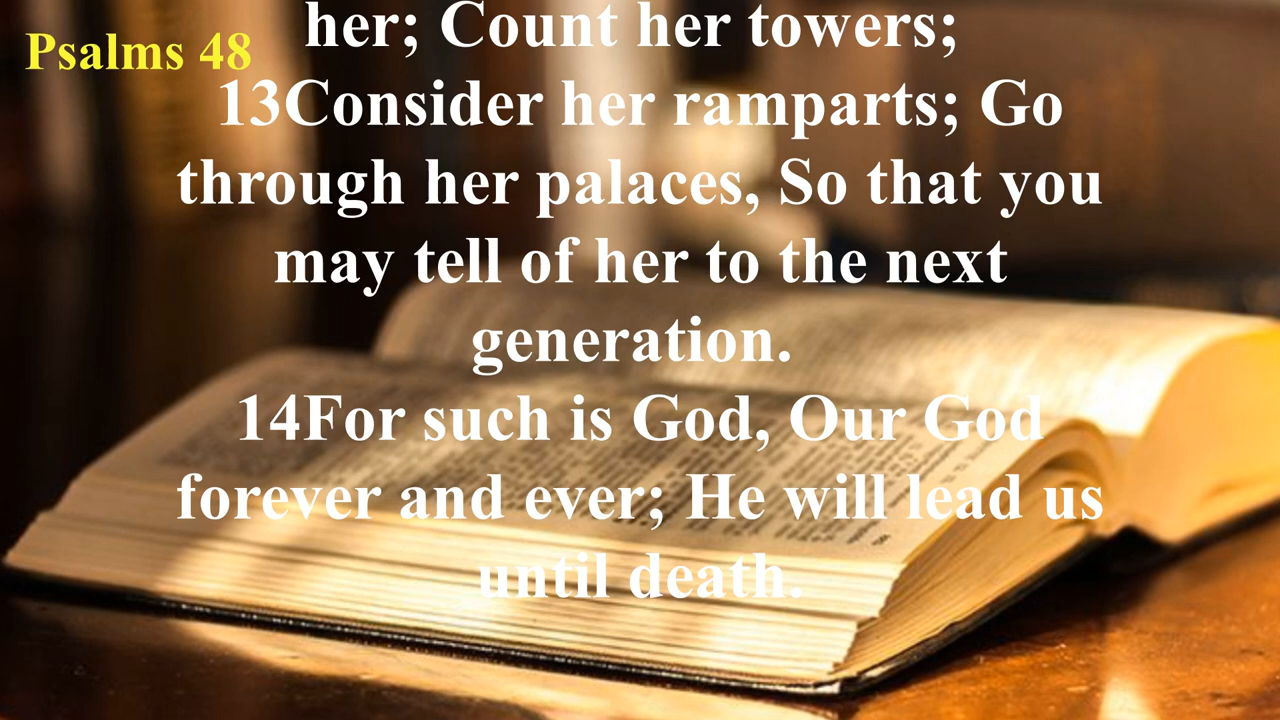 Psalms 48
her; Count her towers;
13Consider her ramparts; Go
through her palaces, So that you
may tell of her to the next
generation.
14For such is God, Our God
forever and ever; He will lead us
until death.